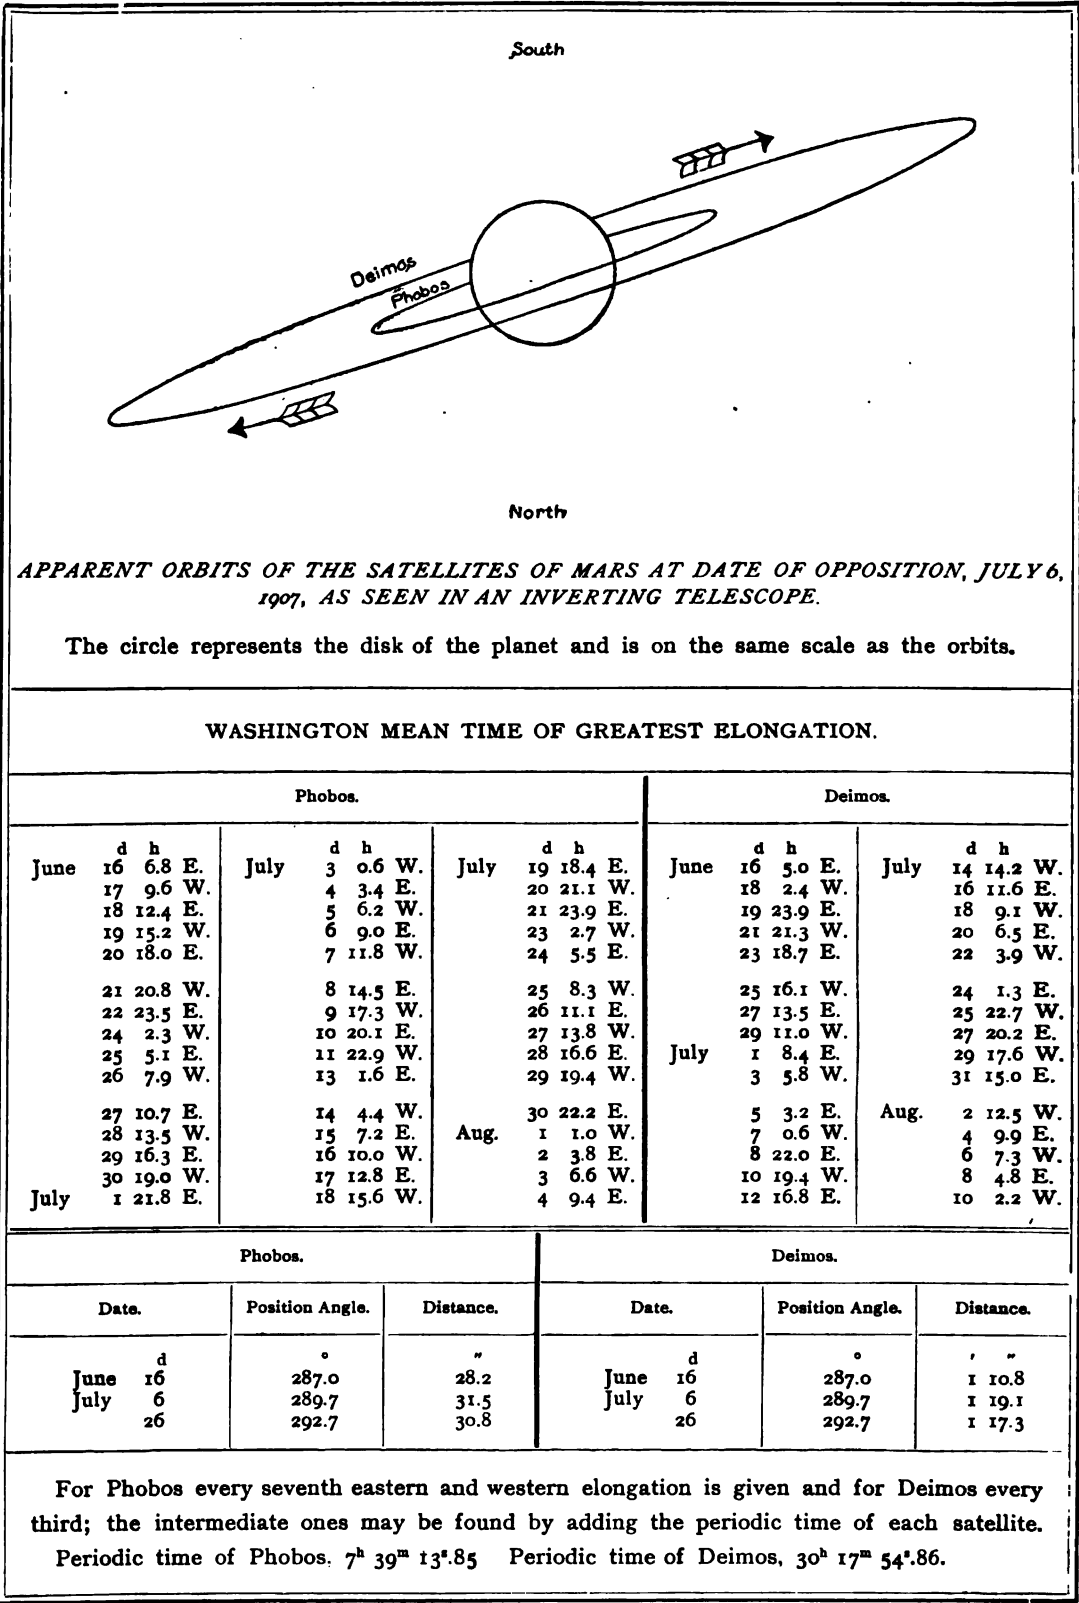 South
Deimos
Phobos
North
APPARENT ORBITS OF THE SATELLITES OF MARS AT DATE OF OPPOSITION, JULY 6,
1907, AS SEEN IN AN INVERTING TELESCOPE.
The circle represents the disk of the planet and is on the same scale as the orbits.
WASHINGTON MEAN TIME OF GREATEST ELONGATION.
Phobos. Deimos.
d h d h d h d h d h
June 16 6.8 E. July 3 0.6 W. July 19 18.4 E. June 16 5.0 E. July 14 14.2 W.
17 9.6 W. 4 3.4 E. 20 21.1 W. 18 2.4 W. 16 11.6 E.
18 12.4 E. 5 6.2 W. 21 23.9 E. 19 23.9 E. 18 9.1 W.
19 15.2 W. 6 9.0 E. 23 2.7 W. 21 21.3 W. 20 6.5 E.
20 18.0 E. 7 11.8 W. 24 5.5 E. 23 18.7 E. 22 3.9 W.
21 20.8 W. 8 14.5 E. 25 8.3 W. 25 16.1 W. 24 1.3 E.
22 23.5 E. 9 17.3 W. 26 11.1 E. 27 13.5 E. 25 22.7 W.
24 2.3 W. 10 20.1 E. 27 13.8 W. 29 11.0 W. 27 20.2 E.
25 5.1 E. 11 22.9 W. 28 16.6 E. July 1 8.4 E. 29 17.6 W.
26 7.9 W. 13 1.6 E. 29 19.4 W. 3 5.8 W. 31 15.0 E.
27 10.7 E. 14 4.4 W. 30 22.2 E. 5 3.2 E. Aug. 2 12.5 W.
28 13.5 W. 15 7.2 E. Aug. 1 1.0 W. 7 0.6 W. 4 9.9 E.
29 16.3 E. 16 10.0 W. 2 3.8 E. 8 22.0 E. 6 7.3 W.
30 19.0 W. 17 12.8 E. 3 6.6 W. 10 19.4 W. 8 4.8 E.
July 1 21.8 E. 18 15.6 W. 4 9.4 E. 12 16.8 E. 10 2.2 W.
Phobos. Deimos.
Date. Position Angle. Distance. Date. Position Angle. Distance.
d ° ″ d ° ′ ″
June 16 287.0 28.2 June 16 287.0 1 10.8
July 6 289.7 31.5 July 6 289.7 1 19.1
26 292.7 30.8 26 292.7 1 17.3
For Phobos every seventh eastern and western elongation is given and for Deimos every
third; the intermediate ones may be found by adding the periodic time of each satellite.
Periodic time of Phobos, 7ʰ 39ᵐ 13ˢ.85 Periodic time of Deimos, 30ʰ 17ᵐ 54ˢ.86.